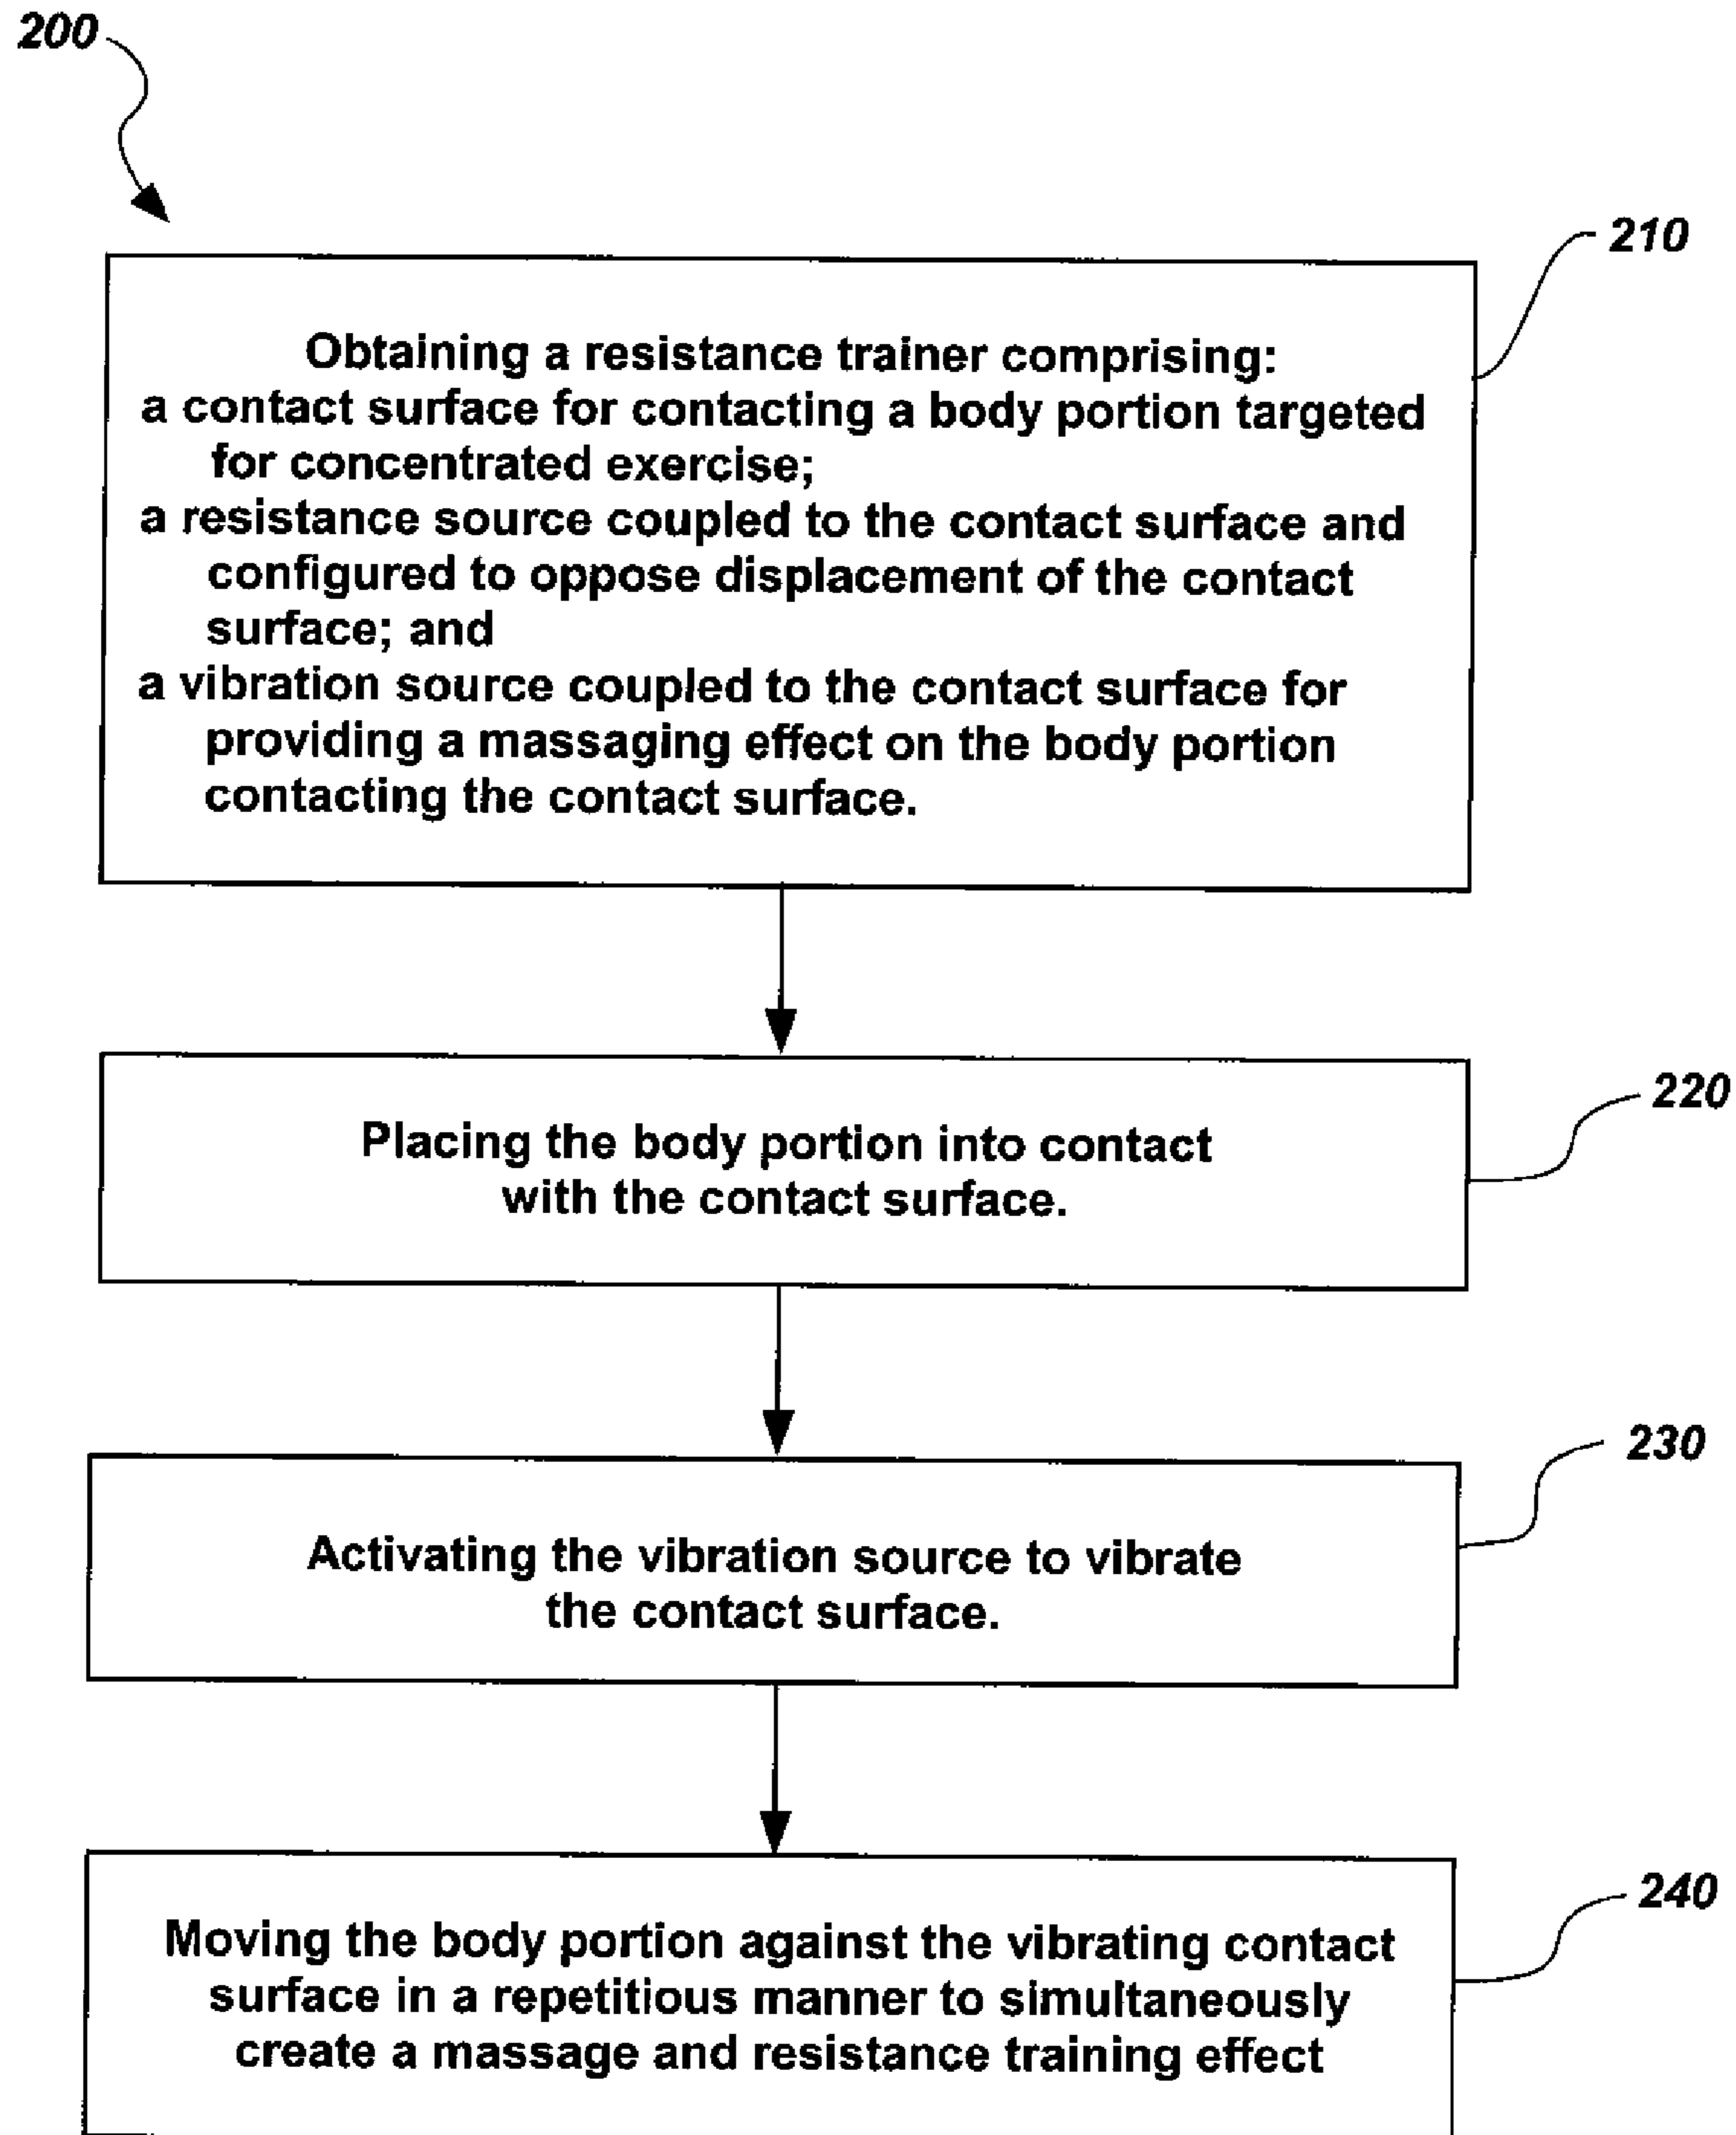 200
210
Obtaining a resistance trainer comprising:
a contact surface for contacting a body portion targeted
for concentrated exercise;
a resistance source coupled to the contact surface and
configured to oppose displacement of the contact
surface; and
a vibration source coupled to the contact surface for
providing a massaging effect on the body portion
contacting the contact surface.
220
Placing the body portion into contact
with the contact surface.
230
Activating the vibration source to vibrate
the contact surface.
240
Moving the body portion against the vibrating contact
surface in a repetitious manner to simultaneously
create a massage and resistance training effect